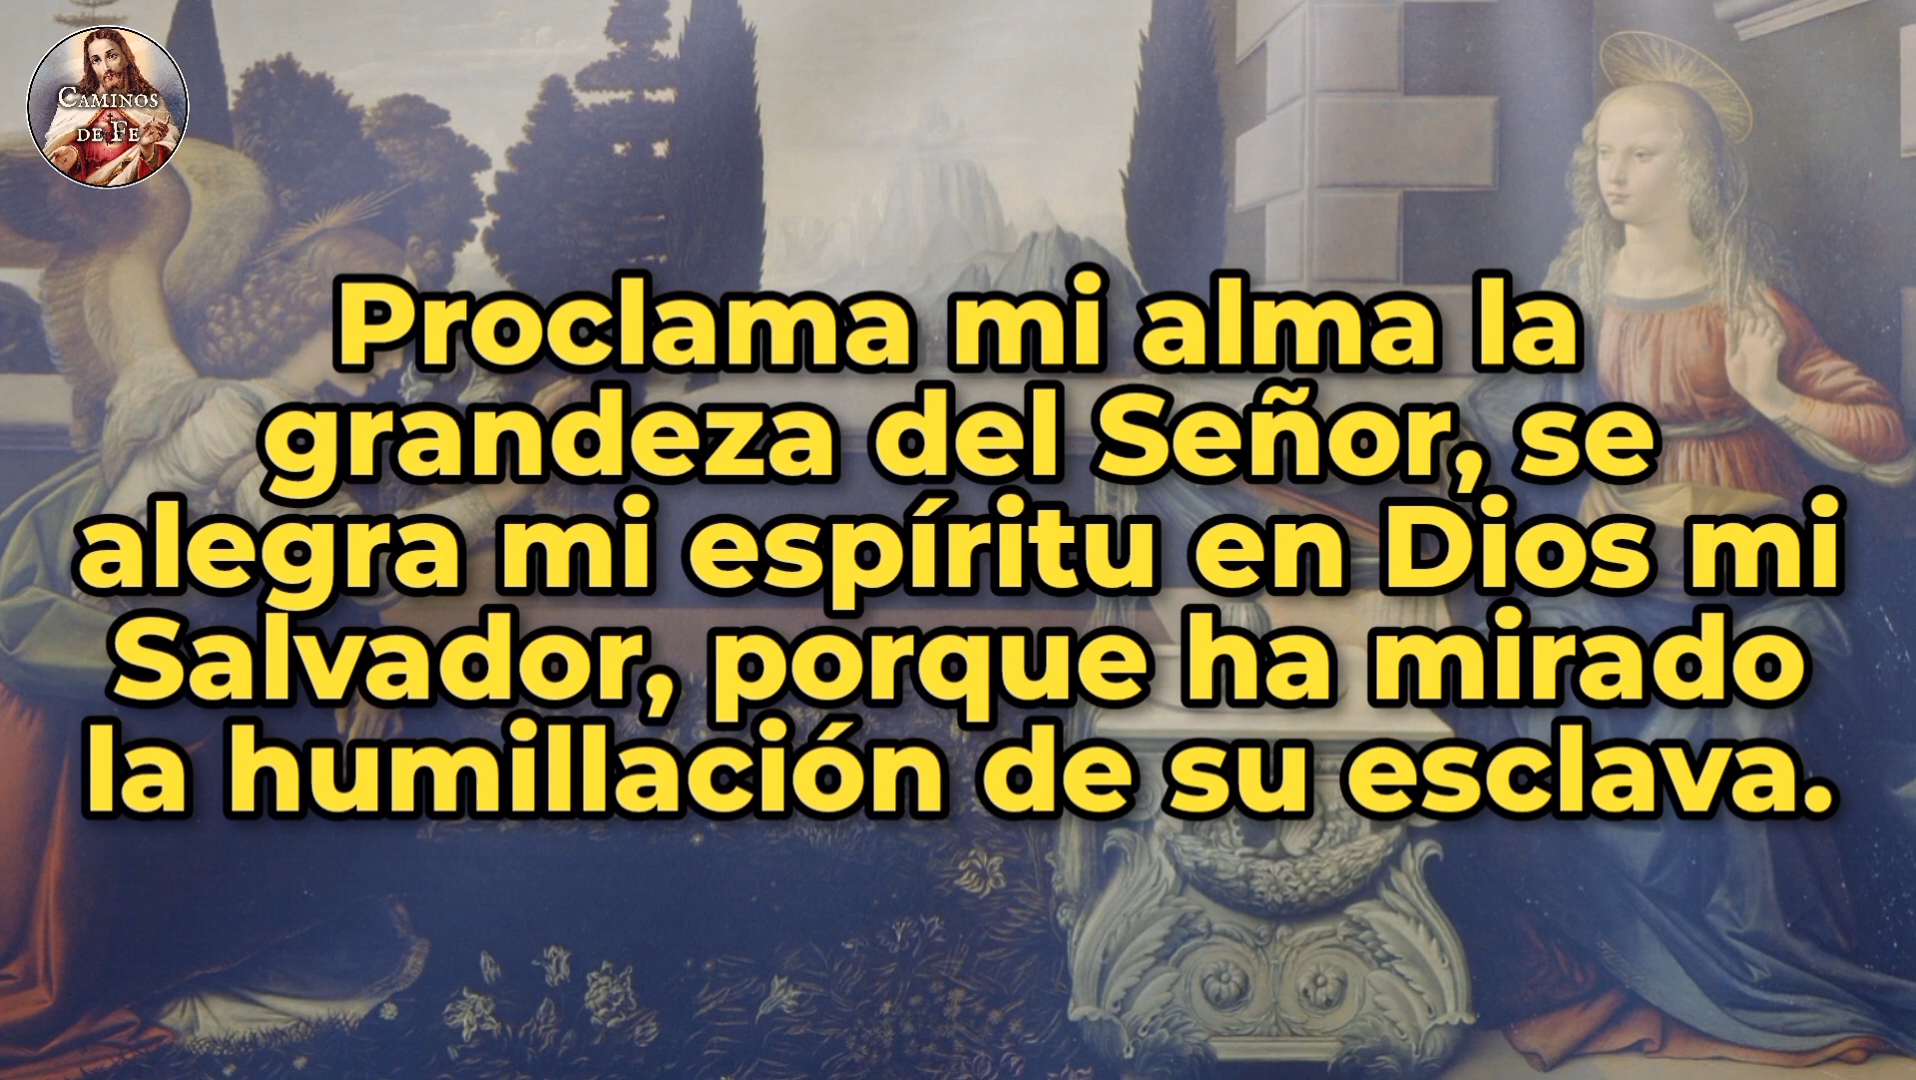 CAMINOS
DE FE
Proclama mi alma la
grandeza del Señor, se
alegra mi espíritu en Dios mi
Salvador, porque ha mirado
la humillación de su esclava.